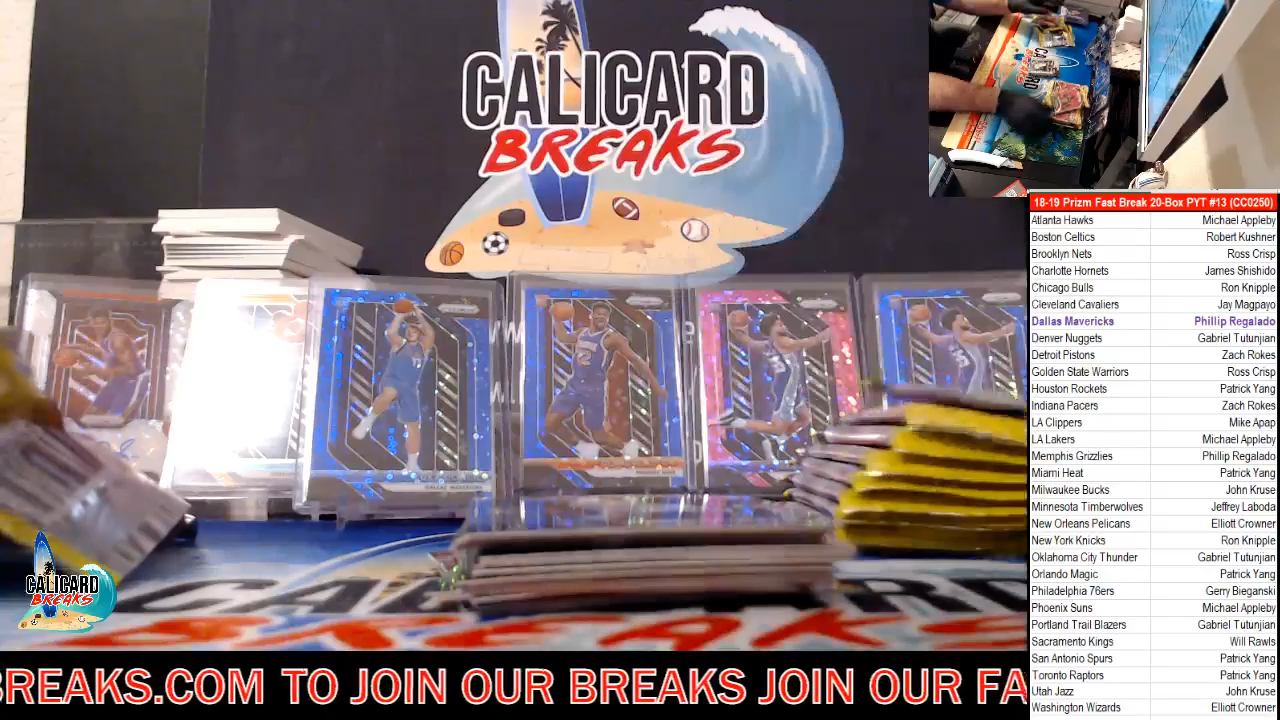 CALICARD
BREAKS
DALLAS MAVERICKS
CALICARD
BREAKS
BREAKS.COM TO JOIN OUR BREAKS JOIN OUR FA
18-19 Prizm Fast Break 20-Box PYT #13 (CC0250)
Atlanta Hawks Michael Appleby
Boston Celtics Robert Kushner
Brooklyn Nets Ross Crisp
Charlotte Hornets James Shishido
Chicago Bulls Ron Knipple
Cleveland Cavaliers Jay Magpayo
Dallas Mavericks Phillip Regalado
Denver Nuggets Gabriel Tutunjian
Detroit Pistons Zach Rokes
Golden State Warriors Ross Crisp
Houston Rockets Patrick Yang
Indiana Pacers Zach Rokes
LA Clippers Mike Apap
LA Lakers Michael Appleby
Memphis Grizzlies Phillip Regalado
Miami Heat Patrick Yang
Milwaukee Bucks John Kruse
Minnesota Timberwolves Jeffrey Laboda
New Orleans Pelicans Elliott Crowner
New York Knicks Ron Knipple
Oklahoma City Thunder Gabriel Tutunjian
Orlando Magic Patrick Yang
Philadelphia 76ers Gerry Bieganski
Phoenix Suns Michael Appleby
Portland Trail Blazers Gabriel Tutunjian
Sacramento Kings Will Rawls
San Antonio Spurs Patrick Yang
Toronto Raptors Patrick Yang
Utah Jazz John Kruse
Washington Wizards Elliott Crowner